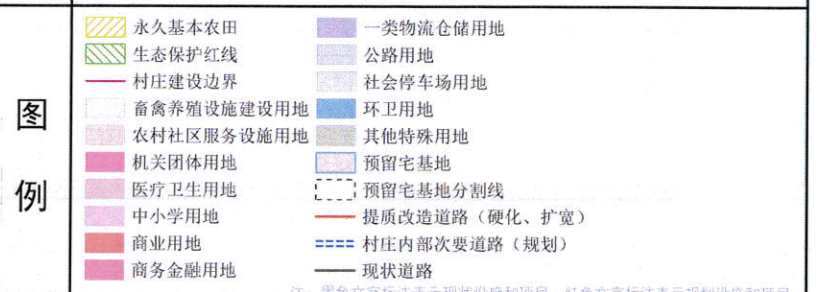 图例
永久基本农田
生态保护红线
村庄建设边界
畜禽养殖设施建设用地
农村社区服务设施用地
机关团体用地
医疗卫生用地
中小学用地
商业用地
商务金融用地
一类物流仓储用地
公路用地
社会停车场用地
环卫用地
其他特殊用地
预留宅基地
预留宅基地分割线
提质改造道路（硬化、扩宽）
村庄内部次要道路（规划）
现状道路